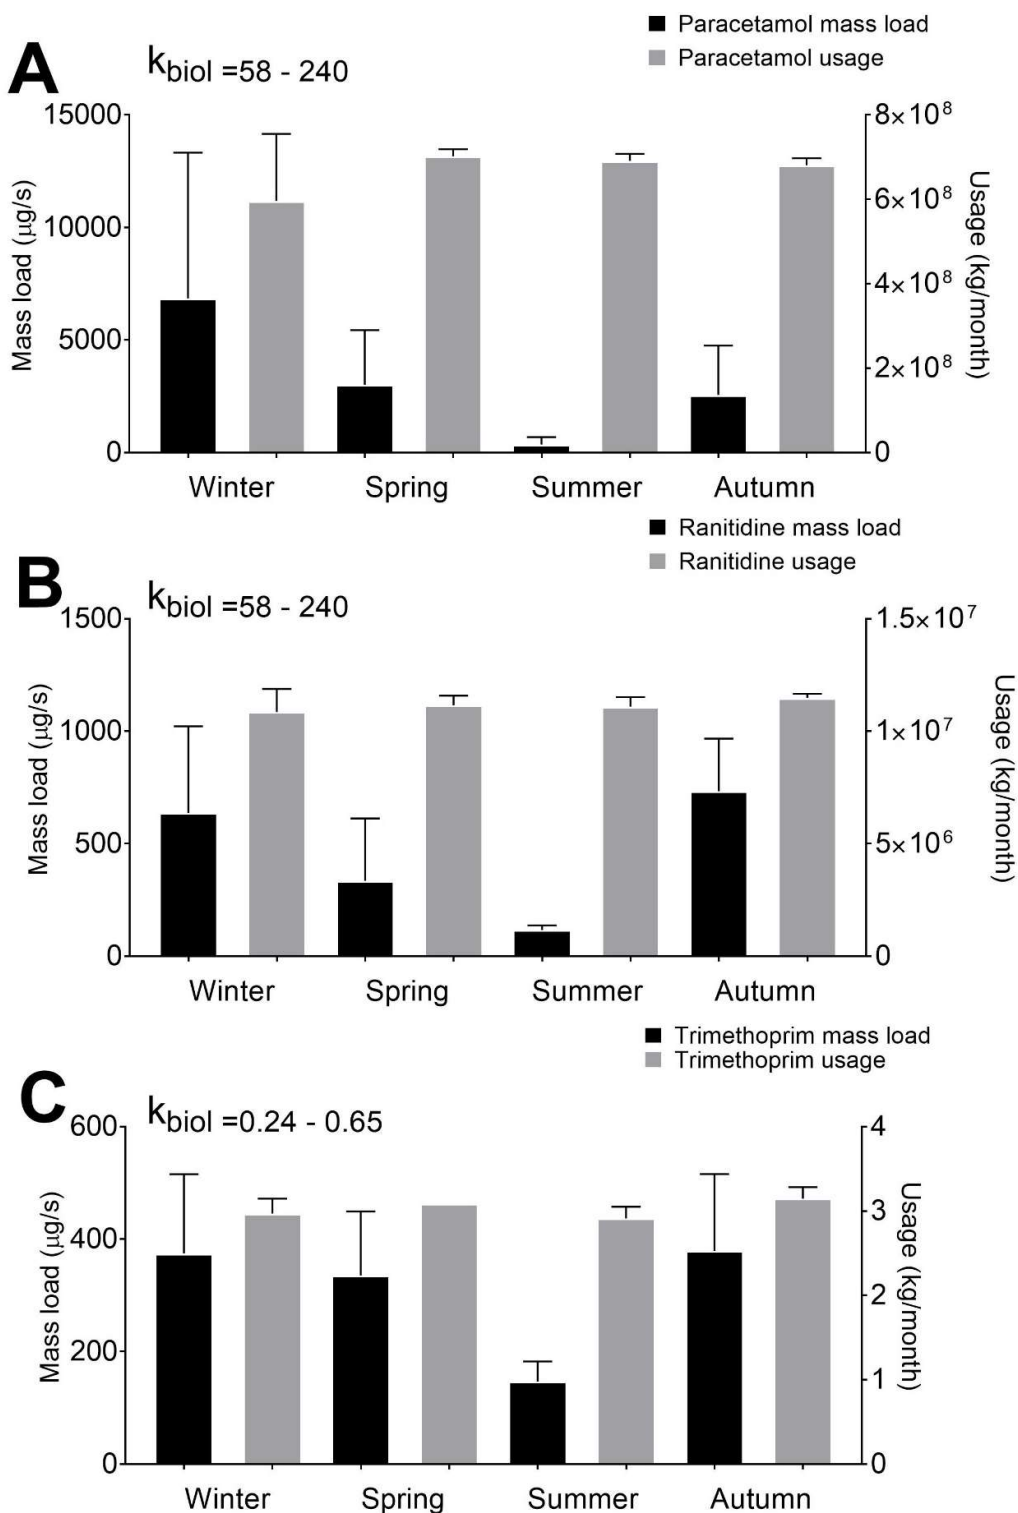 Paracetamol mass load
Paracetamol usage
A
kbiol =58 - 240
15000
10000
5000
0
Mass load (μg/s)
8×10⁸
6×10⁸
4×10⁸
2×10⁸
0
Usage (kg/month)
Winter Spring Summer Autumn
Ranitidine mass load
Ranitidine usage
B
kbiol =58 - 240
1500
1000
500
0
Mass load (μg/s)
1.5×10⁷
1×10⁷
5×10⁶
0
Usage (kg/month)
Winter Spring Summer Autumn
Trimethoprim mass load
Trimethoprim usage
C
kbiol =0.24 - 0.65
600
400
200
0
Mass load (μg/s)
4
3
2
1
0
Usage (kg/month)
Winter Spring Summer Autumn